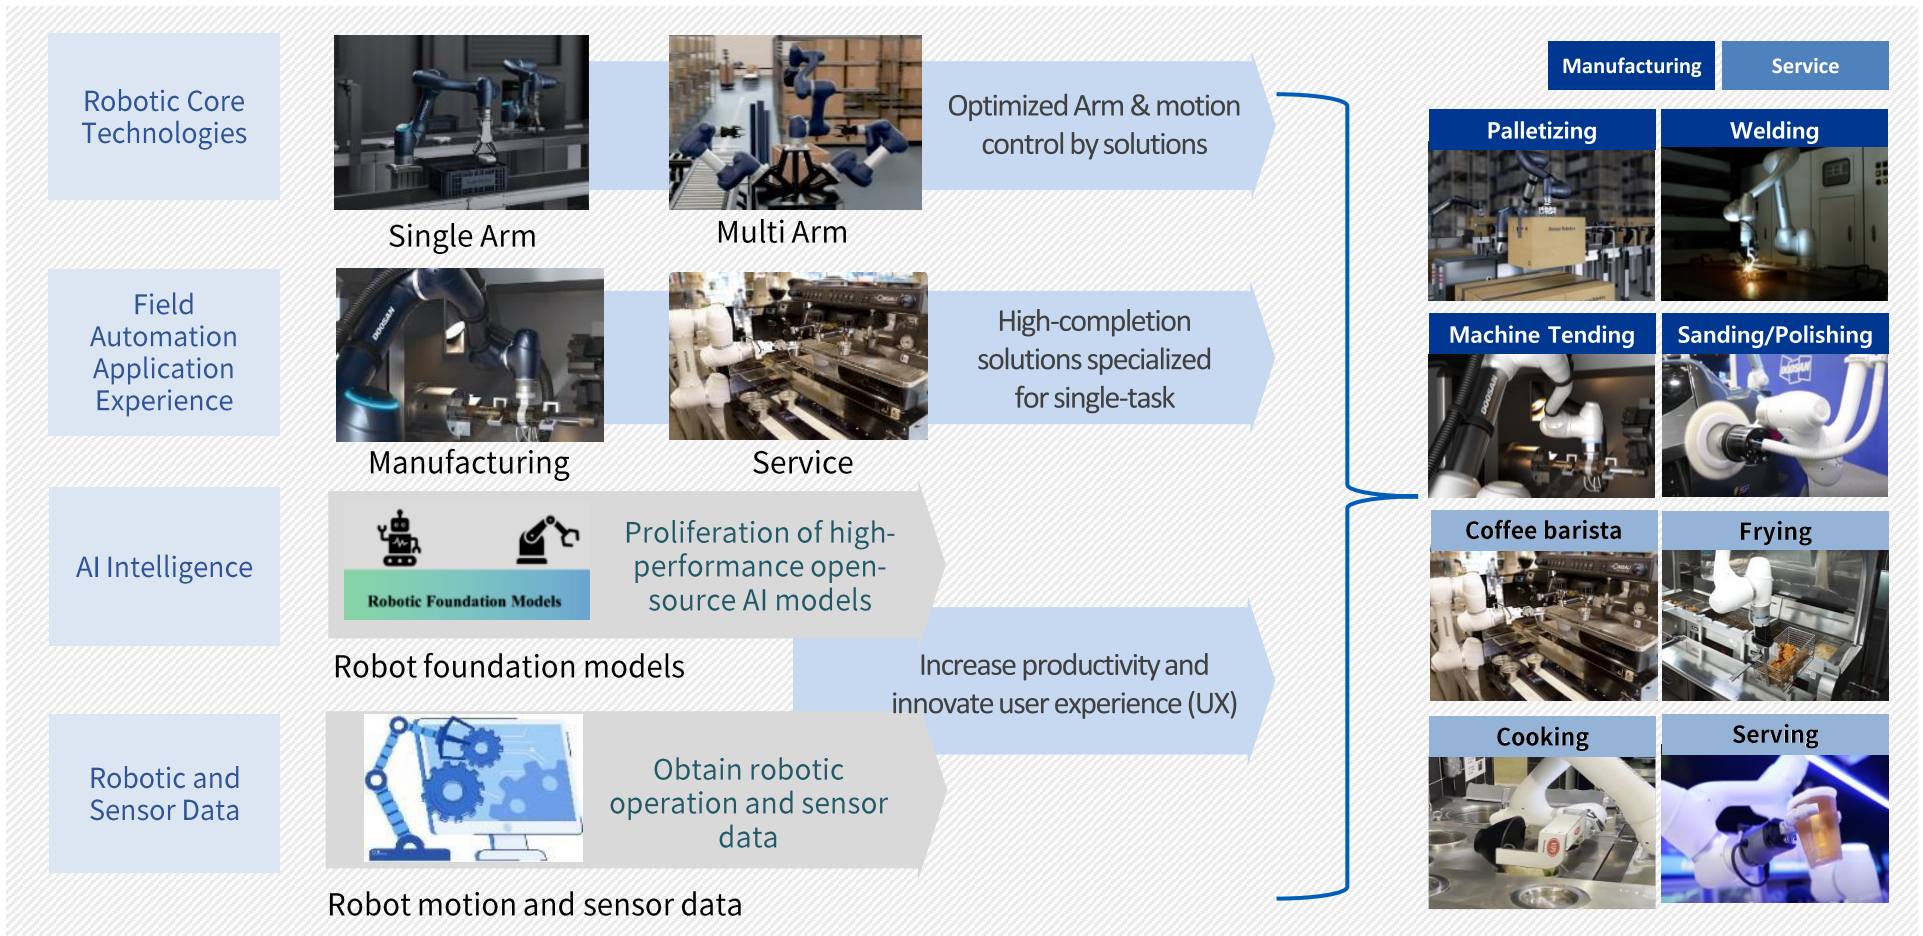 Robotic Core
Technologies
Single Arm
Multi Arm
Optimized Arm & motion
control by solutions
Field
Automation
Application
Experience
DOOSAN
Manufacturing
Service
High-completion
solutions specialized
for single-task
AI Intelligence
Robotic Foundation Models
Proliferation of high-
performance open-
source AI models
Robot foundation models
Increase productivity and
innovate user experience (UX)
Robotic and
Sensor Data
Obtain robotic
operation and sensor
data
Robot motion and sensor data
Manufacturing
Service
Palletizing
Welding
Machine Tending
DOOSAN
Sanding/Polishing
DOOSAN
Coffee barista
Frying
Cooking
Serving